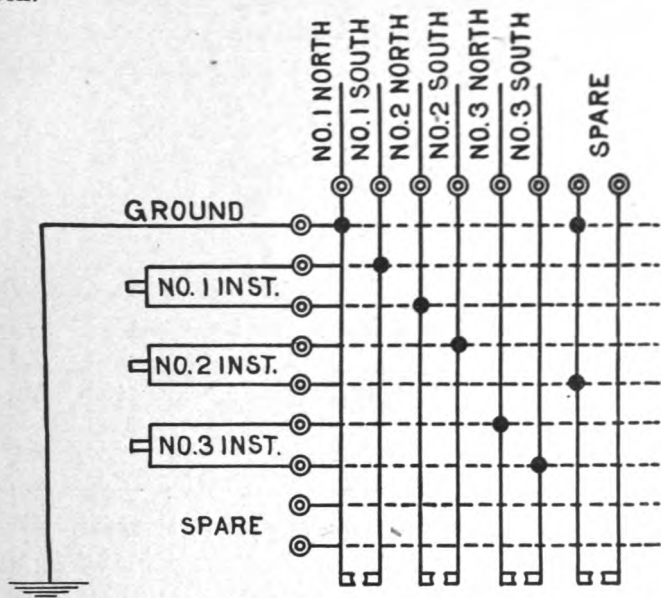 NO. 1 NORTH
NO. 1 SOUTH
NO. 2 NORTH
NO-2 SOUTH
NO. 3 NORTH
NO. 3 SOUTH
SPARE
GROUND
NO. 1 INST.
NO. 2 INST.
NO. 3 INST.
SPARE